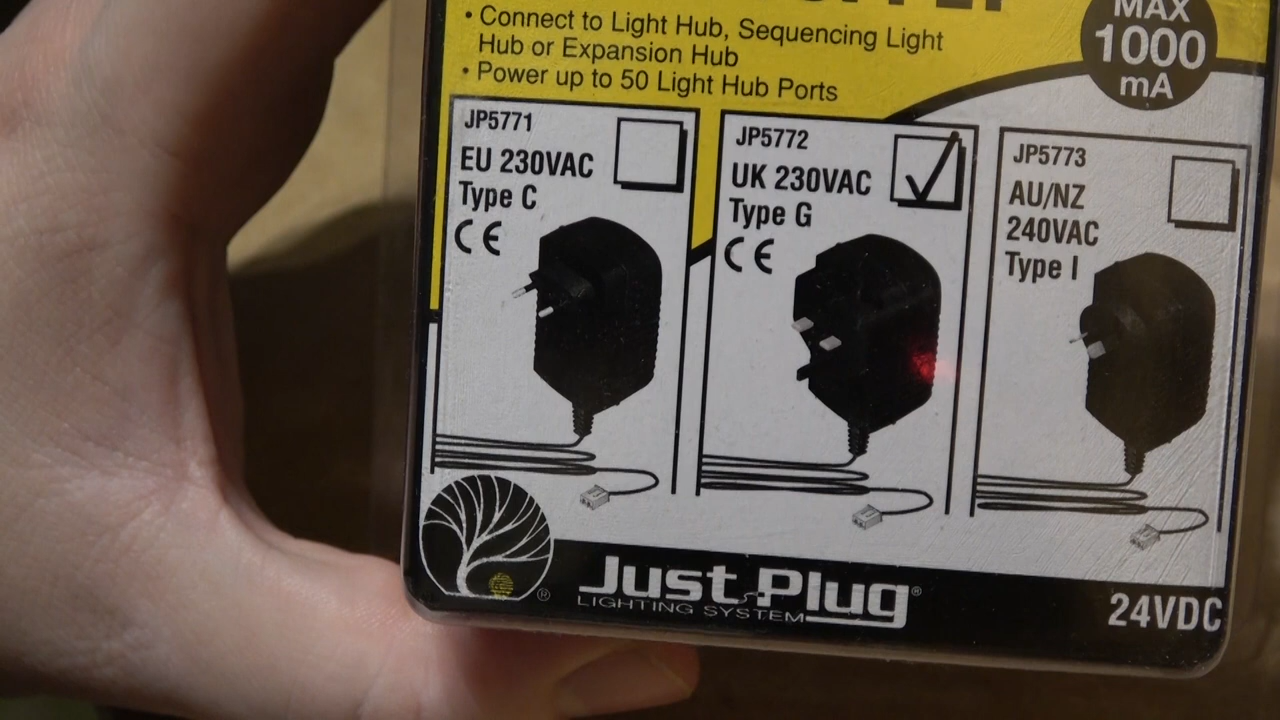 • Connect to Light Hub, Sequencing Light
Hub or Expansion Hub
• Power up to 50 Light Hub Ports
MAX
1000
mA
JP5771
EU 230VAC
Type C
CE
JP5772
UK 230VAC
Type G
CE
JP5773
AU/NZ
240VAC
Type I
®
Just Plug®
LIGHTING SYSTEM
24VDC